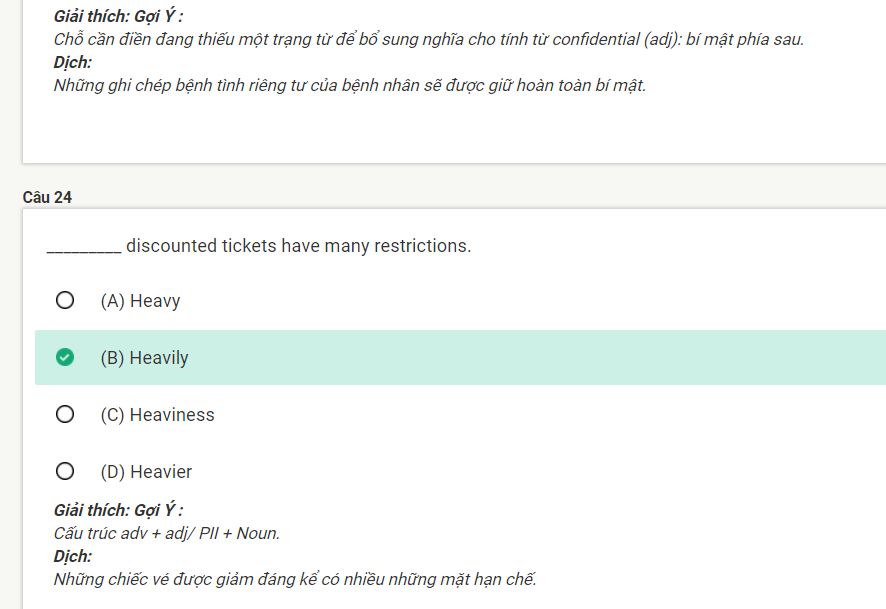 Giải thích: Gợi Ý :
Chỗ cần điền đang thiếu một trạng từ để bổ sung nghĩa cho tính từ confidential (adj): bí mật phía sau.
Dịch:
Những ghi chép bệnh tình riêng tư của bệnh nhân sẽ được giữ hoàn toàn bí mật.
Câu 24
_________ discounted tickets have many restrictions.
(A) Heavy
(B) Heavily
(C) Heaviness
(D) Heavier
Giải thích: Gợi Ý :
Cấu trúc adv + adj/ PII + Noun.
Dịch:
Những chiếc vé được giảm đáng kể có nhiều những mặt hạn chế.